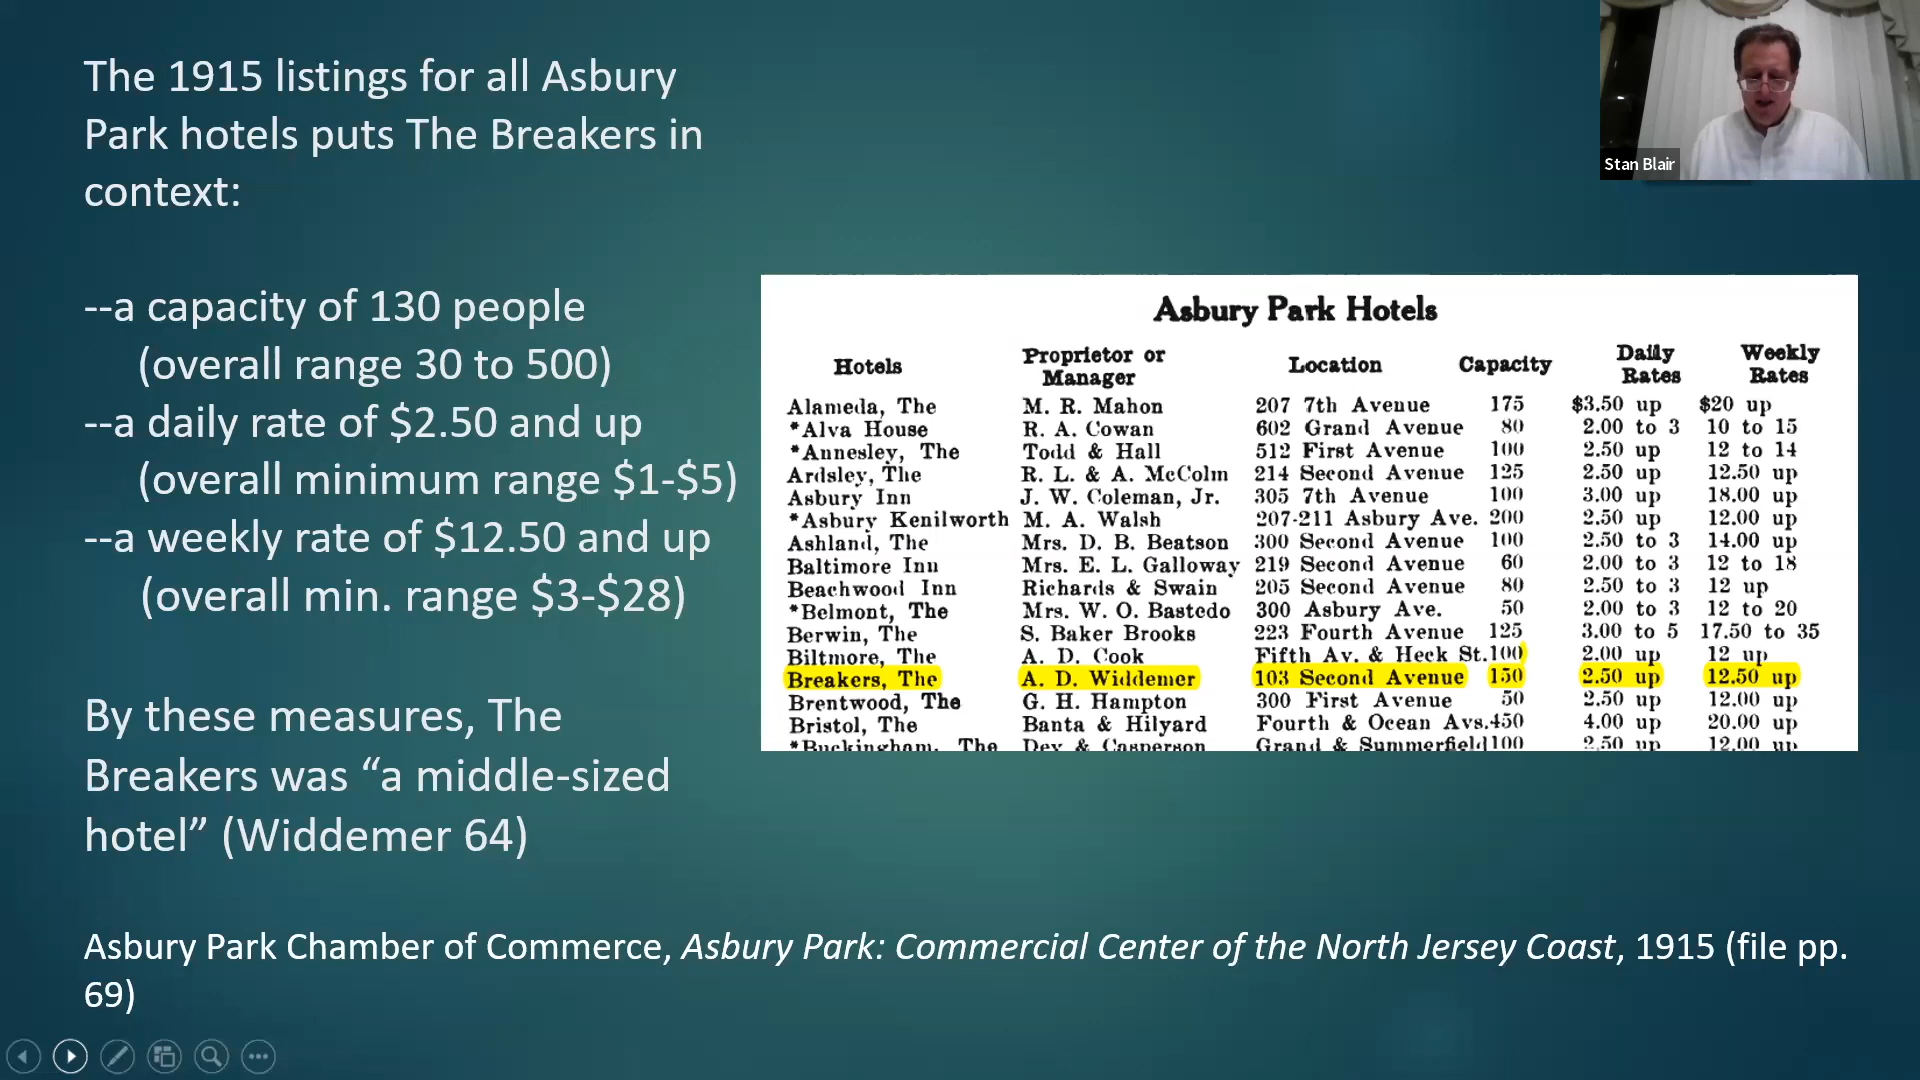 The 1915 listings for all Asbury
Park hotels puts The Breakers in
context:
--a capacity of 130 people
(overall range 30 to 500)
--a daily rate of $2.50 and up
(overall minimum range $1-$5)
--a weekly rate of $12.50 and up
(overall min. range $3-$28)
By these measures, The
Breakers was “a middle-sized
hotel” (Widdemer 64)
Stan Blair
Asbury Park Hotels
Hotels Proprietor or Manager Location Capacity Daily Rates Weekly Rates
Alameda, The M. R. Mahon 207 7th Avenue 175 $3.50 up $20 up
*Alva House R. A. Cowan 602 Grand Avenue 80 2.00 to 3 10 to 15
*Annesley, The Todd & Hall 512 First Avenue 100 2.50 up 12 to 14
Ardsley, The R. L. & A. McColm 214 Second Avenue 125 2.50 up 12.50 up
Asbury Inn J. W. Coleman, Jr. 305 7th Avenue 100 3.00 up 18.00 up
*Asbury Kenilworth M. A. Walsh 207-211 Asbury Ave. 200 2.50 up 12.00 up
Ashland, The Mrs. D. B. Beatson 300 Second Avenue 100 2.50 to 3 14.00 up
Baltimore Inn Mrs. E. L. Galloway 219 Second Avenue 60 2.00 to 3 12 to 18
Beachwood Inn Richards & Swain 205 Second Avenue 80 2.50 to 3 12 up
*Belmont, The Mrs. W. O. Bastedo 300 Asbury Ave. 50 2.00 to 3 12 to 20
Berwin, The S. Baker Brooks 223 Fourth Avenue 125 3.00 to 5 17.50 to 35
Biltmore, The A. D. Cook Fifth Av. & Heck St. 100 2.00 up 12 up
Breakers, The A. D. Widdemer 103 Second Avenue 150 2.50 up 12.50 up
Brentwood, The G. H. Hampton 300 First Avenue 50 2.50 up 12.00 up
Bristol, The Banta & Hilyard Fourth & Ocean Avs. 450 4.00 up 20.00 up
*Buckingham, The Dey & Casperson Grand & Summerfield 100 2.50 up 12.00 up
Asbury Park Chamber of Commerce, Asbury Park: Commercial Center of the North Jersey Coast, 1915 (file pp.
69)